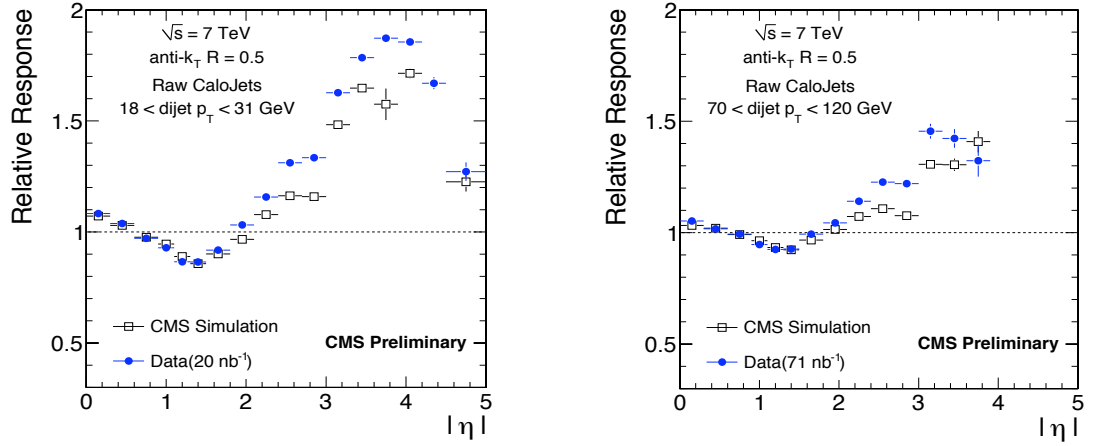 Relative Response
2
1.5
1
0.5
√s = 7 TeV
anti-k_T R = 0.5
Raw CaloJets
18 < dijet p_T < 31 GeV
CMS Simulation
Data(20 nb⁻¹)
CMS Preliminary
0 1 2 3 4 5
|η|
Relative Response
2
1.5
1
0.5
√s = 7 TeV
anti-k_T R = 0.5
Raw CaloJets
70 < dijet p_T < 120 GeV
CMS Simulation
Data(71 nb⁻¹)
CMS Preliminary
0 1 2 3 4 5
|η|